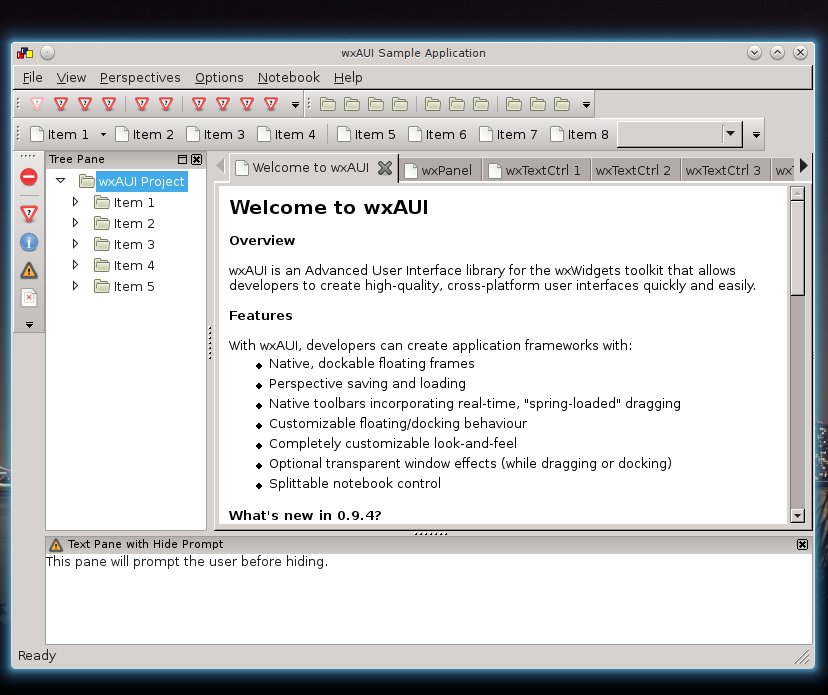 wxAUI Sample Application
File View Perspectives Options Notebook Help
Item 1 Item 2 Item 3 Item 4 Item 5 Item 6 Item 7 Item 8
Tree Pane
wxAUI Project
Item 1
Item 2
Item 3
Item 4
Item 5
Welcome to wxAUI wxPanel wxTextCtrl 1 wxTextCtrl 2 wxTextCtrl 3
Welcome to wxAUI
Overview
wxAUI is an Advanced User Interface library for the wxWidgets toolkit that allows
developers to create high-quality, cross-platform user interfaces quickly and easily.
Features
With wxAUI, developers can create application frameworks with:
Native, dockable floating frames
Perspective saving and loading
Native toolbars incorporating real-time, "spring-loaded" dragging
Customizable floating/docking behaviour
Completely customizable look-and-feel
Optional transparent window effects (while dragging or docking)
Splittable notebook control
What's new in 0.9.4?
Text Pane with Hide Prompt
This pane will prompt the user before hiding.
Ready